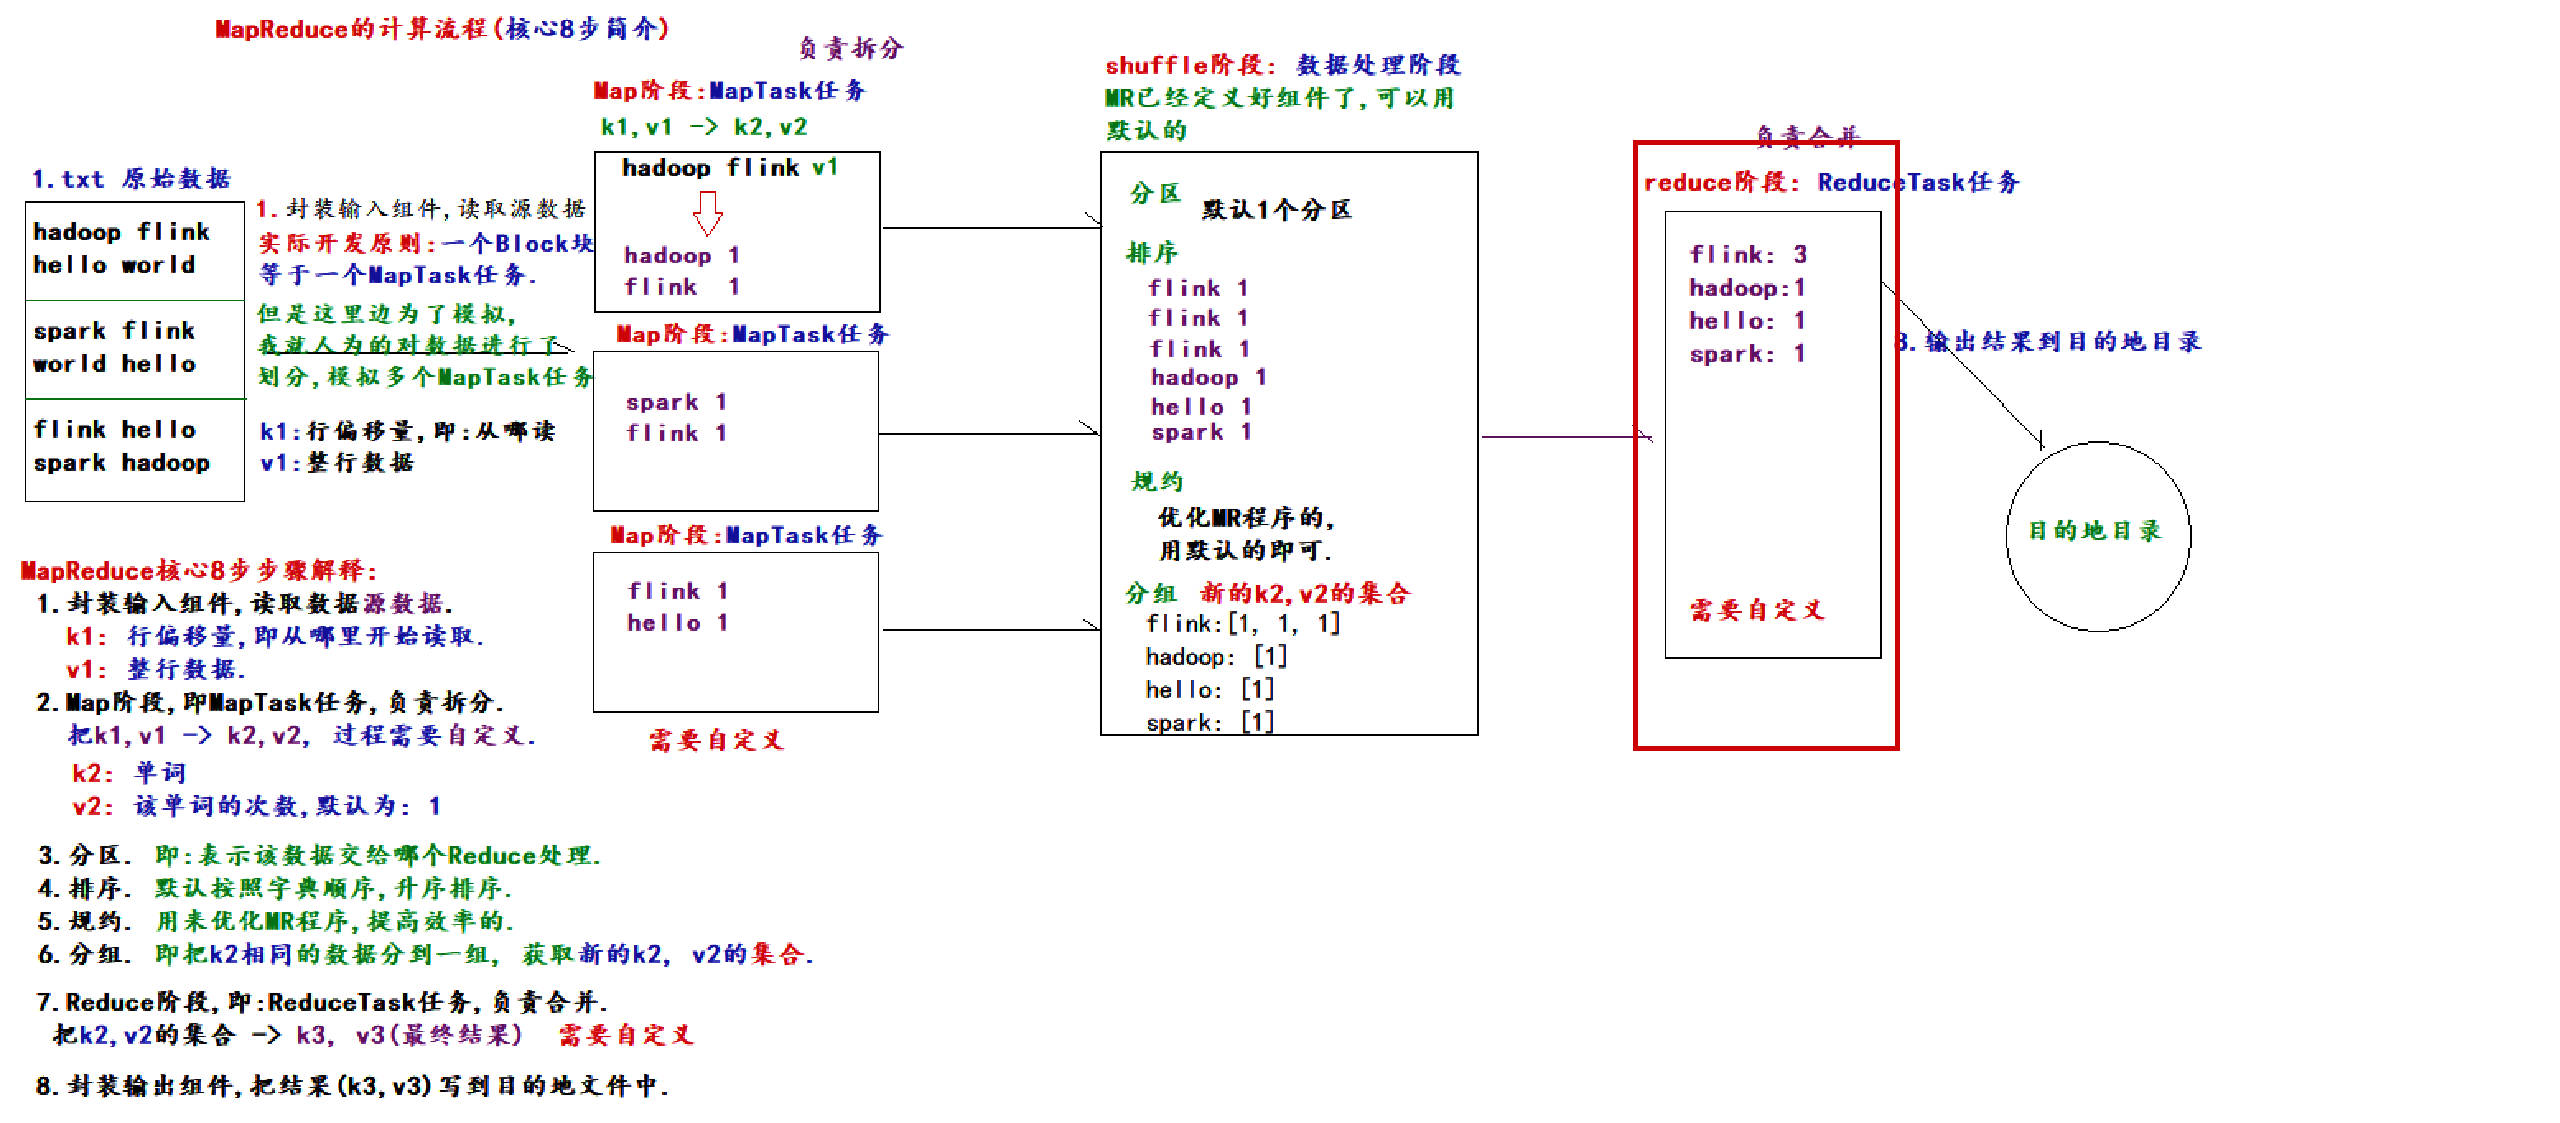 MapReduce的计算流程(核心8步简介)
1.txt 原始数据
hadoop flink
hello world
spark flink
world hello
flink hello
spark hadoop
1.封装输入组件,读取源数据
实际开发原则:一个Block块
等于一个MapTask任务.
但是这里边为了模拟,
我就人为的对数据进行了
划分,模拟多个MapTask任务
k1:行偏移量,即:从哪读
v1:整行数据
负责拆分
Map阶段:MapTask任务
k1,v1 -> k2,v2
hadoop flink v1
hadoop 1
flink 1
Map阶段:MapTask任务
spark 1
flink 1
Map阶段:MapTask任务
flink 1
hello 1
需要自定义
shuffle阶段: 数据处理阶段
MR已经定义好组件了,可以用
默认的
分区
默认1个分区
排序
flink 1
flink 1
flink 1
hadoop 1
hello 1
spark 1
规约
优化MR程序的,
用默认的即可.
分组 新的k2,v2的集合
flink:[1, 1, 1]
hadoop: [1]
hello: [1]
spark: [1]
负责合并
reduce阶段: ReduceTask任务
flink: 3
hadoop:1
hello: 1
spark: 1
需要自定义
8.输出结果到目的地目录
目的地目录
MapReduce核心8步步骤解释:
1.封装输入组件,读取数据源数据.
k1: 行偏移量,即从哪里开始读取.
v1: 整行数据.
2.Map阶段,即MapTask任务,负责拆分.
把k1,v1 -> k2,v2, 过程需要自定义.
k2: 单词
v2: 该单词的次数,默认为: 1
3.分区. 即:表示该数据交给哪个Reduce处理.
4.排序. 默认按照字典顺序,升序排序.
5.规约. 用来优化MR程序,提高效率的.
6.分组. 即把k2相同的数据分到一组, 获取新的k2, v2的集合.
7.Reduce阶段,即:ReduceTask任务,负责合并.
把k2,v2的集合 -> k3, v3(最终结果) 需要自定义
8.封装输出组件,把结果(k3,v3)写到目的地文件中.